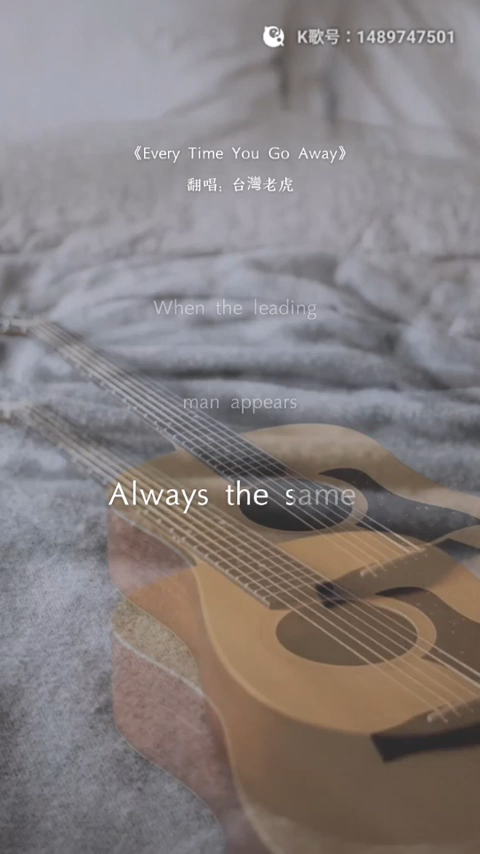 K歌号：1489747501
《Every Time You Go Away》
翻唱：台灣老虎
When the leading
man appears
Always the same